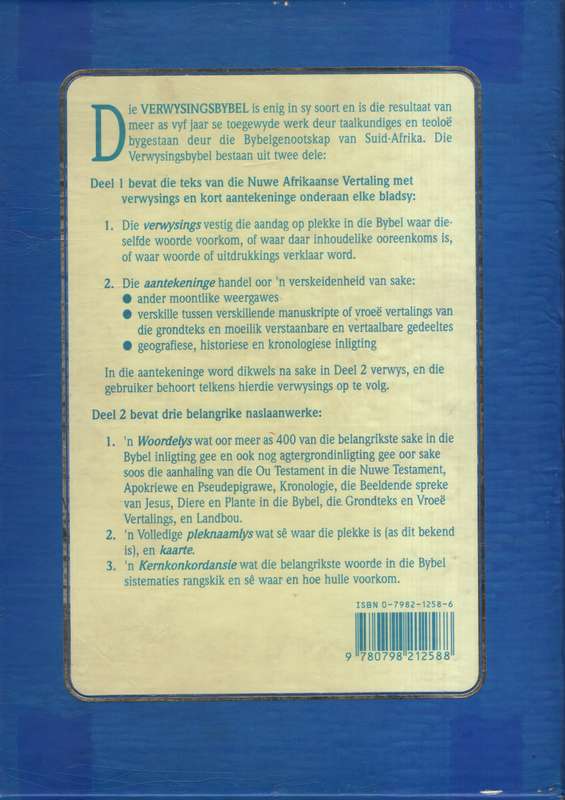 Die VERWYSINGSBYBEL is enig in sy soort en is die resultaat van
meer as vyf jaar se toegewyde werk deur taalkundiges en teoloë
bygestaan deur die Bybelgenootskap van Suid-Afrika. Die
Verwysingsbybel bestaan uit twee dele:
Deel 1 bevat die teks van die Nuwe Afrikaanse Vertaling met
verwysings en kort aantekeninge onderaan elke bladsy:
1. Die verwysings vestig die aandag op plekke in die Bybel waar die-
selfde woorde voorkom, of waar daar inhoudelike ooreenkoms is,
of waar woorde of uitdrukkings verklaar word.
2. Die aantekeninge handel oor 'n verskeidenheid van sake:
● ander moontlike weergawes
● verskille tussen verskillende manuskripte of vroeë vertalings van
die grondteks en moeilik verstaanbare en vertaalbare gedeeltes
● geografiese, historiese en kronologiese inligting
In die aantekeninge word dikwels na sake in Deel 2 verwys, en die
gebruiker behoort telkens hierdie verwysings op te volg.
Deel 2 bevat drie belangrike naslaanwerke:
1. 'n Woordelys wat oor meer as 400 van die belangrikste sake in die
Bybel inligting gee en ook nog agtergrondinligting gee oor sake
soos die aanhaling van die Ou Testament in die Nuwe Testament,
Apokriewe en Pseudepigrawe, Kronologie, die Beeldende spreke
van Jesus, Diere en Plante in die Bybel, die Grondteks en Vroeë
Vertalings, en Landbou.
2. 'n Volledige pleknaamlys wat sê waar die plekke is (as dit bekend
is), en kaarte.
3. 'n Kernkonkordansie wat die belangrikste woorde in die Bybel
sistematies rangskik en sê waar en hoe hulle voorkom.
ISBN 0-7982-1258-6
9 780798 212588